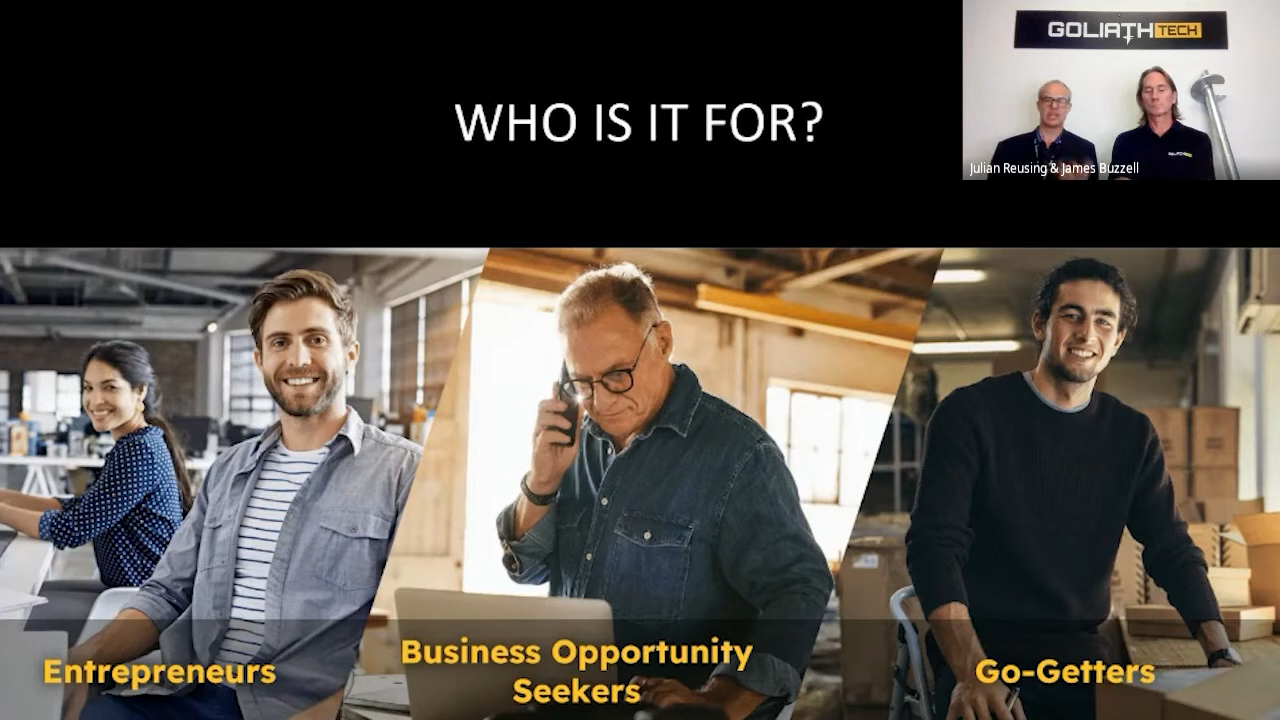 WHO IS IT FOR?
GOLIATHTECH
Julian Reusing & James Buzzell
Entrepreneurs
Business Opportunity
Seekers
Go-Getters